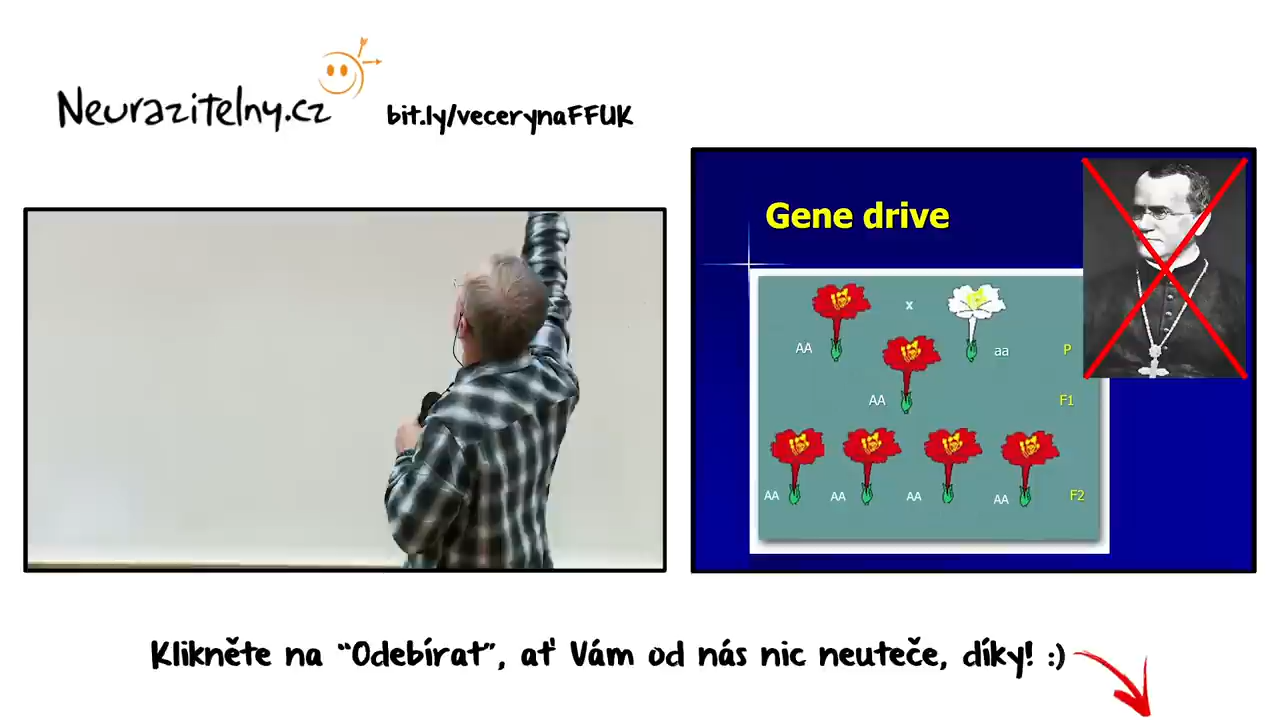 Neurazitelny.cz
bit.ly/vecerynaFFUK
Gene drive
x
AA
aa
P
AA
F1
AA
AA
AA
AA
F2
Klikněte na “Odebírat”, ať Vám od nás nic neuteče, díky! :)